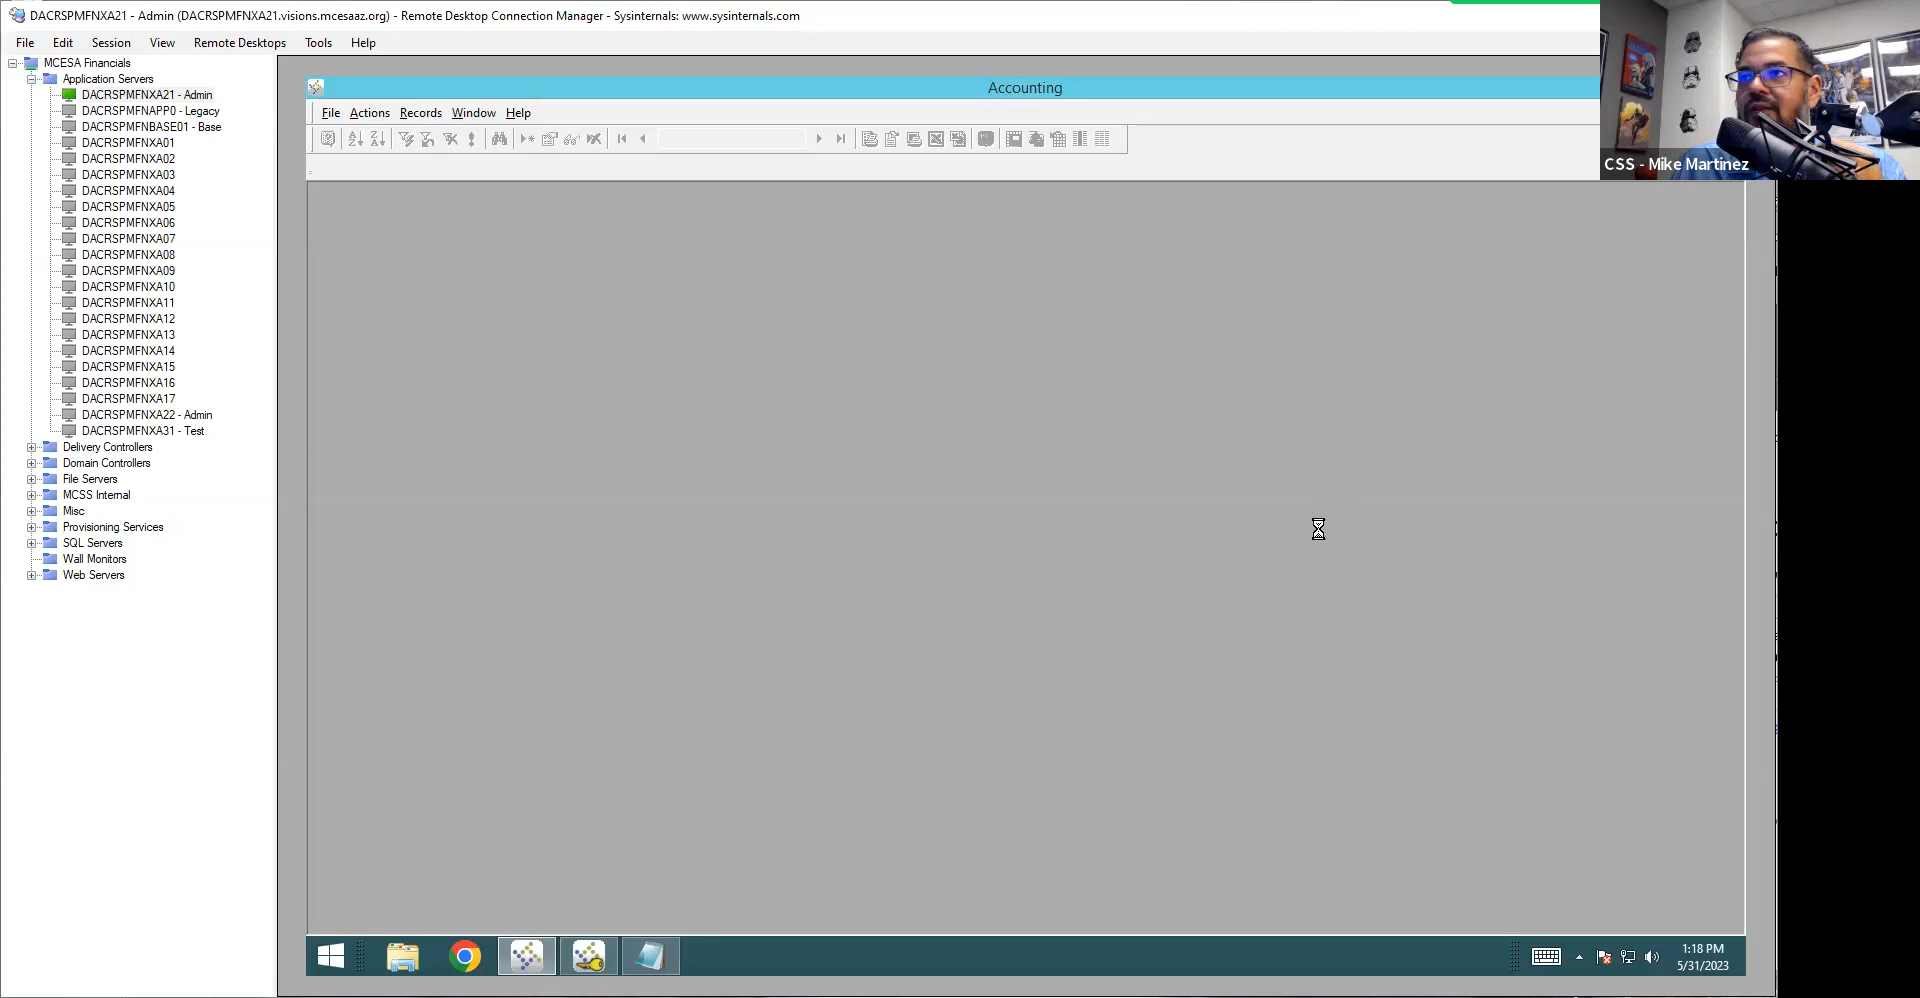 DACRSPMFNXA21 - Admin (DACRSPMFNXA21.visions.mcesaaz.org) - Remote Desktop Connection Manager - Sysinternals: www.sysinternals.com
File Edit Session View Remote Desktops Tools Help
MCESA Financials
Application Servers
DACRSPMFNXA21 - Admin
DACRSPMFNAPP0 - Legacy
DACRSPMFNBASE01 - Base
DACRSPMFNXA01
DACRSPMFNXA02
DACRSPMFNXA03
DACRSPMFNXA04
DACRSPMFNXA05
DACRSPMFNXA06
DACRSPMFNXA07
DACRSPMFNXA08
DACRSPMFNXA09
DACRSPMFNXA10
DACRSPMFNXA11
DACRSPMFNXA12
DACRSPMFNXA13
DACRSPMFNXA14
DACRSPMFNXA15
DACRSPMFNXA16
DACRSPMFNXA17
DACRSPMFNXA22 - Admin
DACRSPMFNXA31 - Test
Delivery Controllers
Domain Controllers
File Servers
MCSS Internal
Misc
Provisioning Services
SQL Servers
Wall Monitors
Web Servers
Accounting
File Actions Records Window Help
CSS - Mike Martinez
1:18 PM
5/31/2023